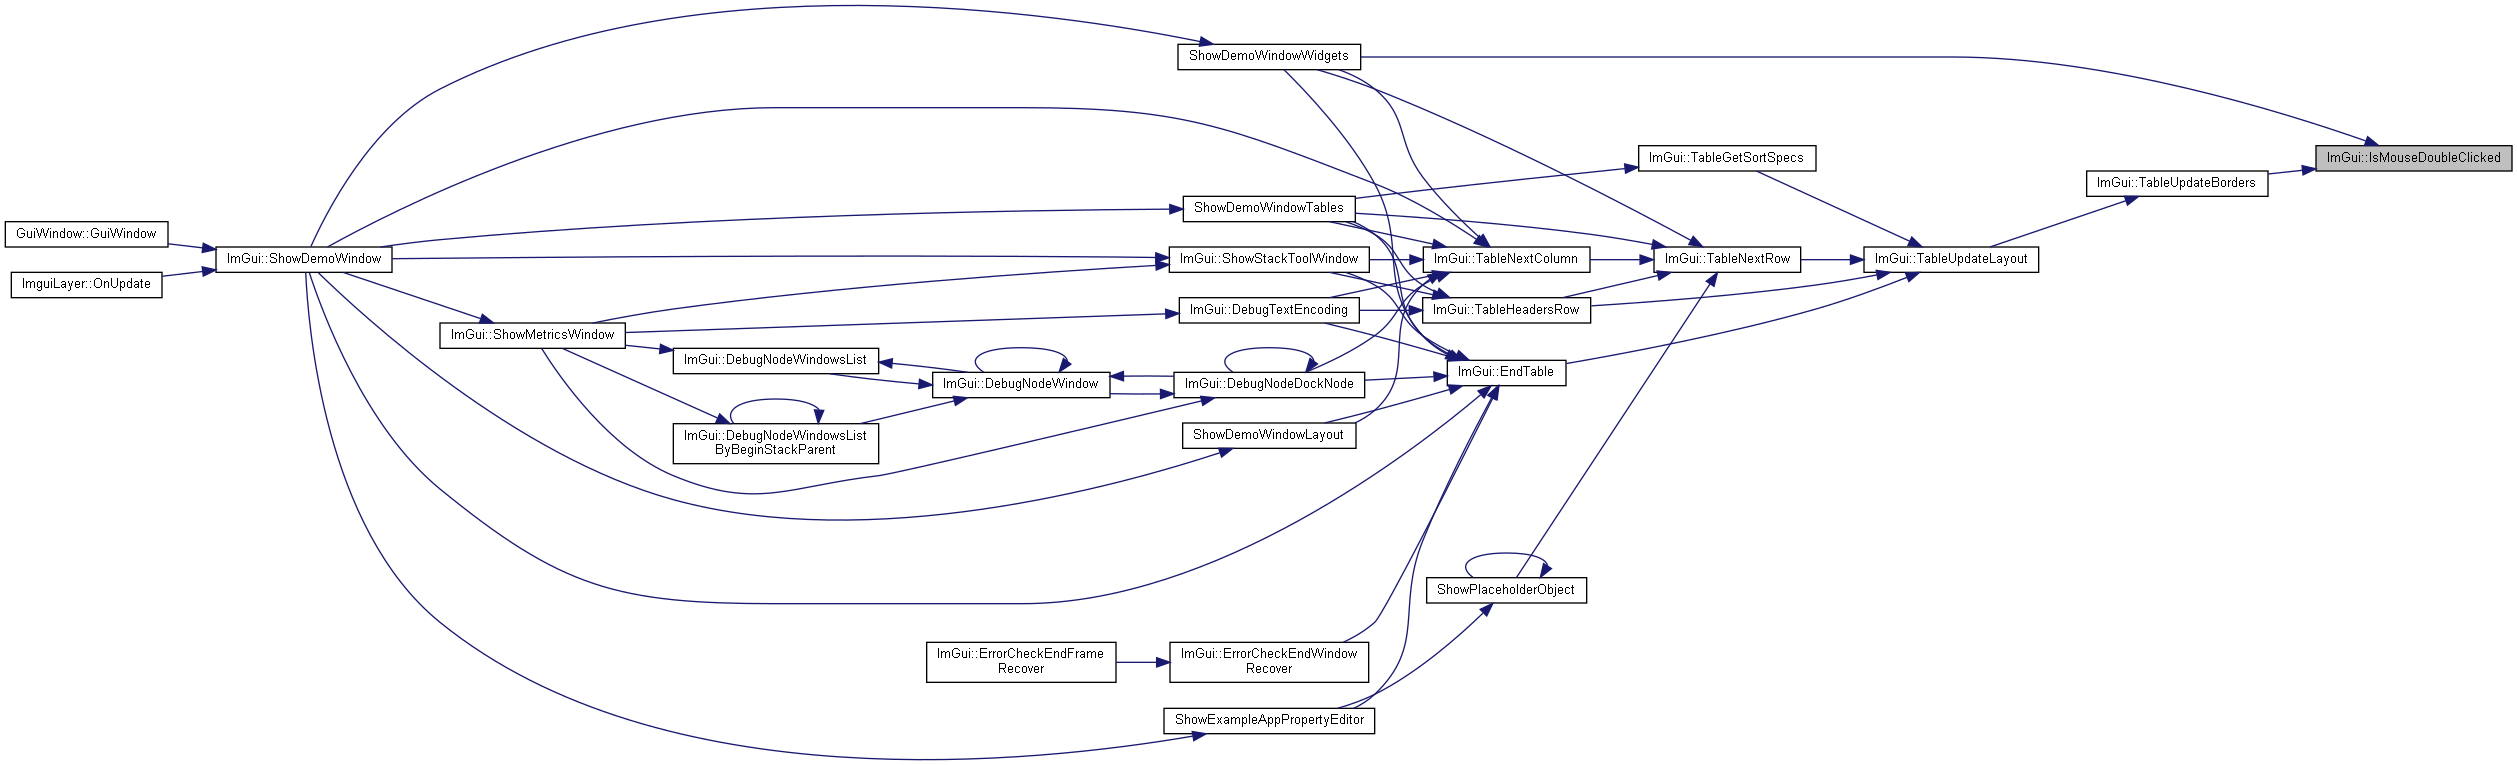 ShowDemoWindowWidgets
ImGui::TableGetSortSpecs
ImGui::IsMouseDoubleClicked
ImGui::TableUpdateBorders
ShowDemoWindowTables
GuiWindow::GuiWindow
ImGui::ShowDemoWindow
ImGui::ShowStackToolWindow
ImGui::TableNextColumn
ImGui::TableNextRow
ImGui::TableUpdateLayout
ImguiLayer::OnUpdate
ImGui::DebugTextEncoding
ImGui::TableHeadersRow
ImGui::ShowMetricsWindow
ImGui::DebugNodeWindowsList
ImGui::EndTable
ImGui::DebugNodeWindow
ImGui::DebugNodeDockNode
ImGui::DebugNodeWindowsList
ByBeginStackParent
ShowDemoWindowLayout
ShowPlaceholderObject
ImGui::ErrorCheckEndFrame
Recover
ImGui::ErrorCheckEndWindow
Recover
ShowExampleAppPropertyEditor